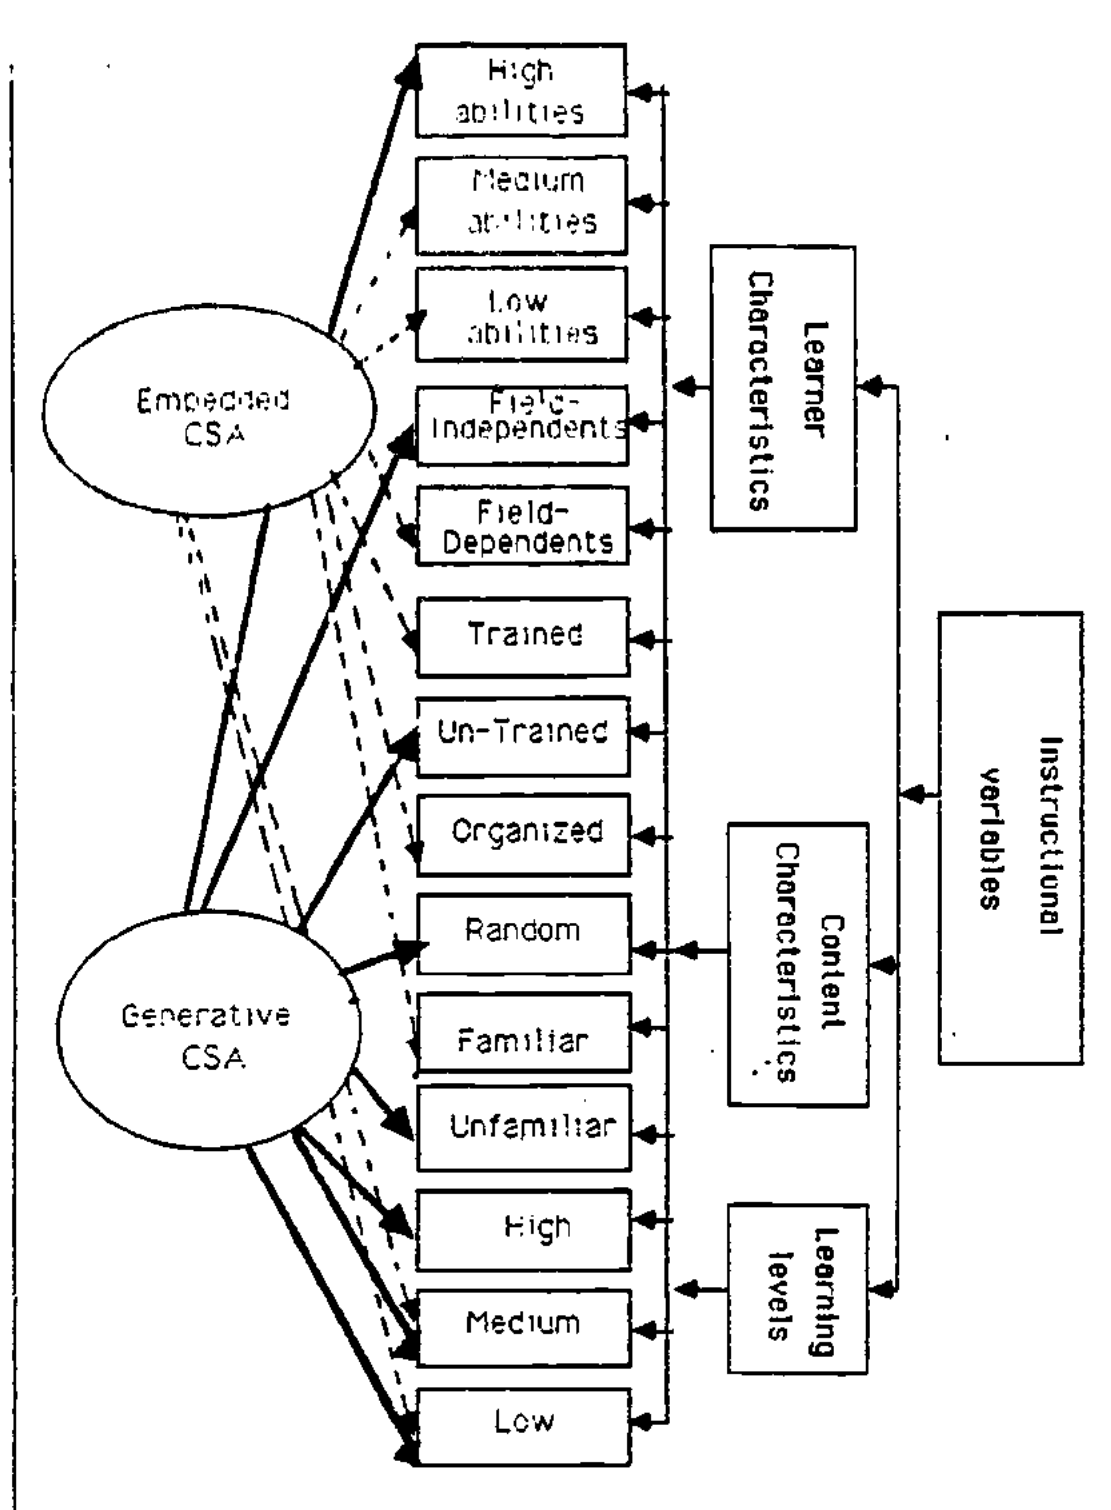 Instructional
variables
Learner
Characteristics
Content
Characteristics
Learning
levels
High
abilities
Medium
abilities
Low
abilities
Field-
Independents
Field-
Dependents
Trained
Un-Trained
Organized
Random
Familiar
Unfamiliar
High
Medium
Low
Embedded
CSA
Generative
CSA